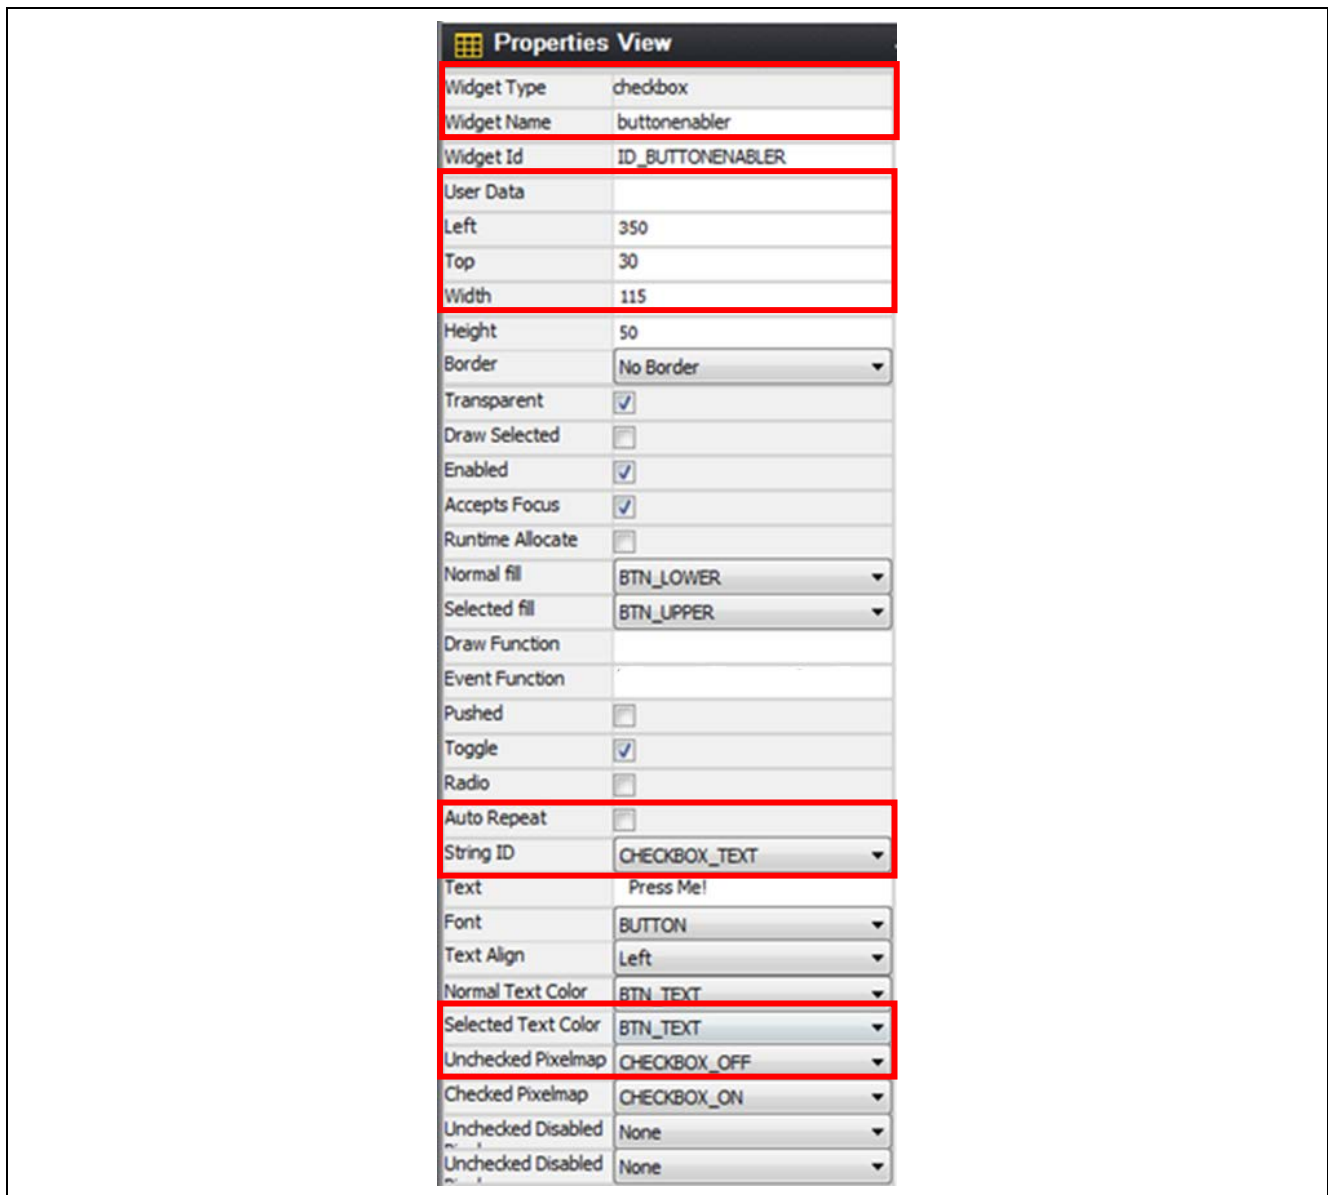 Properties View
Widget Type checkbox
Widget Name buttonenabler
Widget Id ID_BUTTONENABLER
User Data
Left 350
Top 30
Width 115
Height 50
Border No Border
Transparent
Draw Selected
Enabled
Accepts Focus
Runtime Allocate
Normal fill BTN_LOWER
Selected fill BTN_UPPER
Draw Function
Event Function
Pushed
Toggle
Radio
Auto Repeat
String ID CHECKBOX_TEXT
Text Press Me!
Font BUTTON
Text Align Left
Normal Text Color BTN_TEXT
Selected Text Color BTN_TEXT
Unchecked Pixelmap CHECKBOX_OFF
Checked Pixelmap CHECKBOX_ON
Unchecked Disabled None
Unchecked Disabled None